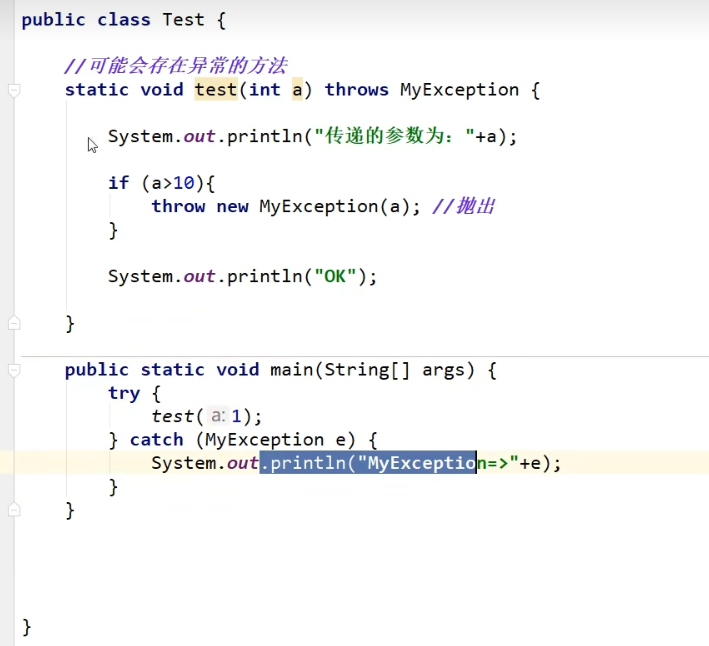 public class Test {
//可能会存在异常的方法
static void test(int a) throws MyException {
System.out.println("传递的参数为："+a);
if (a>10){
throw new MyException(a); //抛出
}
System.out.println("OK");
}
public static void main(String[] args) {
try {
test( a: 1);
} catch (MyException e) {
System.out.println("MyException=>"+e);
}
}
}